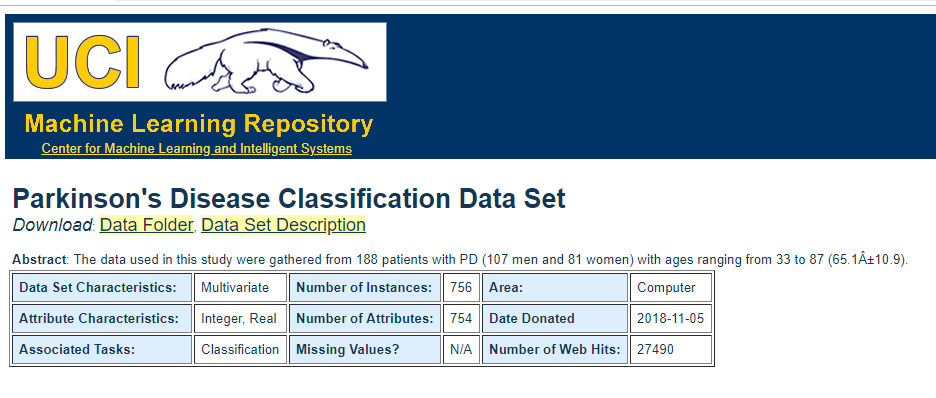 UCI
Machine Learning Repository
Center for Machine Learning and Intelligent Systems
Parkinson's Disease Classification Data Set
Download: Data Folder, Data Set Description
Abstract: The data used in this study were gathered from 188 patients with PD (107 men and 81 women) with ages ranging from 33 to 87 (65.1Â±10.9).
Data Set Characteristics: Multivariate Number of Instances: 756 Area: Computer
Attribute Characteristics: Integer, Real Number of Attributes: 754 Date Donated 2018-11-05
Associated Tasks: Classification Missing Values? N/A Number of Web Hits: 27490